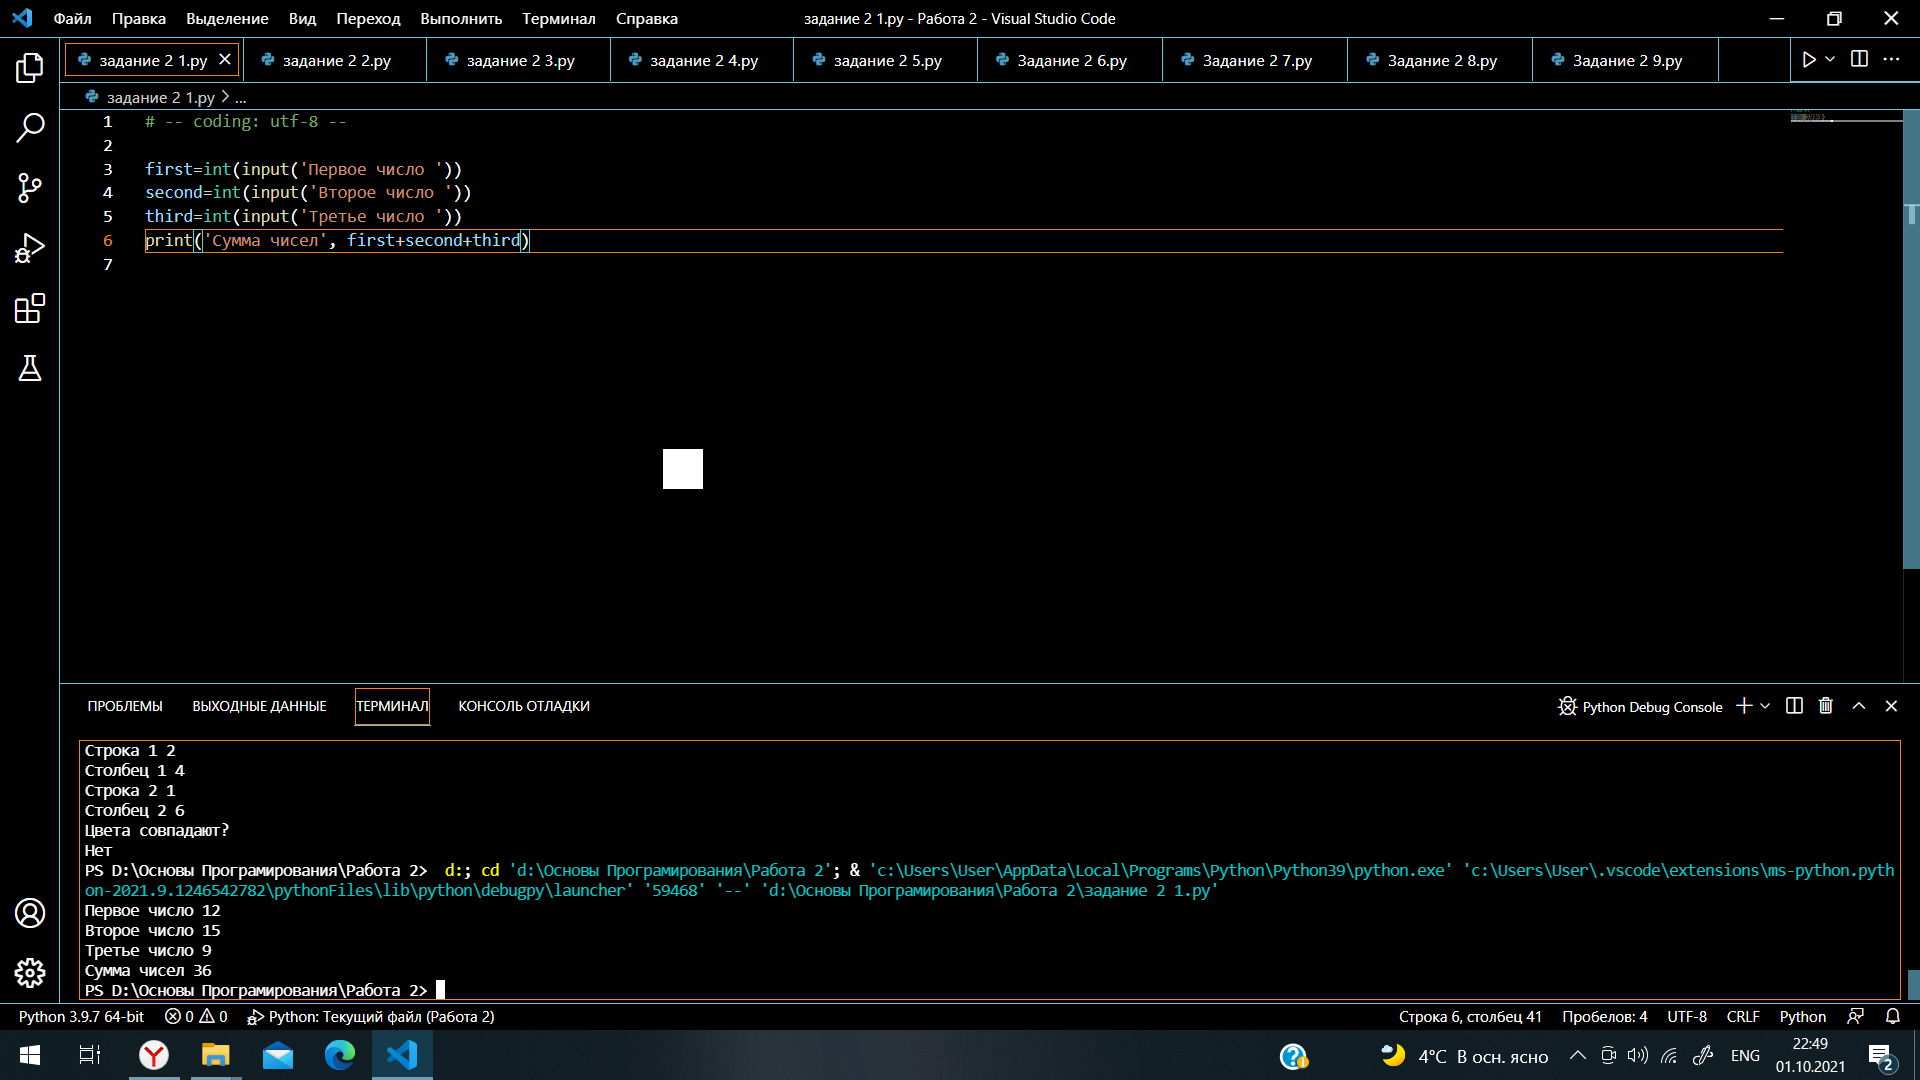 Файл Правка Выделение Вид Переход Выполнить Терминал Справка задание 2 1.py - Работа 2 - Visual Studio Code
задание 2 1.py задание 2 2.py задание 2 3.py задание 2 4.py задание 2 5.py Задание 2 6.py Задание 2 7.py Задание 2 8.py Задание 2 9.py
задание 2 1.py > ...
1 # -- coding: utf-8 --
2
3 first=int(input('Первое число '))
4 second=int(input('Второе число '))
5 third=int(input('Третье число '))
6 print('Сумма чисел', first+second+third)
7
ПРОБЛЕМЫ ВЫХОДНЫЕ ДАННЫЕ ТЕРМИНАЛ КОНСОЛЬ ОТЛАДКИ Python Debug Console
Строка 1 2
Столбец 1 4
Строка 2 1
Столбец 2 6
Цвета совпадают?
Нет
PS D:\Основы Програмирования\Работа 2>  d:; cd 'd:\Основы Програмирования\Работа 2'; & 'c:\Users\User\AppData\Local\Programs\Python\Python39\python.exe' 'c:\Users\User\.vscode\extensions\ms-python.pyth
on-2021.9.1246542782\pythonFiles\lib\python\debugpy\launcher' '59468' '--' 'd:\Основы Програмирования\Работа 2\задание 2 1.py'
Первое число 12
Второе число 15
Третье число 9
Сумма чисел 36
PS D:\Основы Програмирования\Работа 2>
Python 3.9.7 64-bit 0 0 Python: Текущий файл (Работа 2) Строка 6, столбец 41 Пробелов: 4 UTF-8 CRLF Python
4°C В осн. ясно ENG 22:49
01.10.2021 2